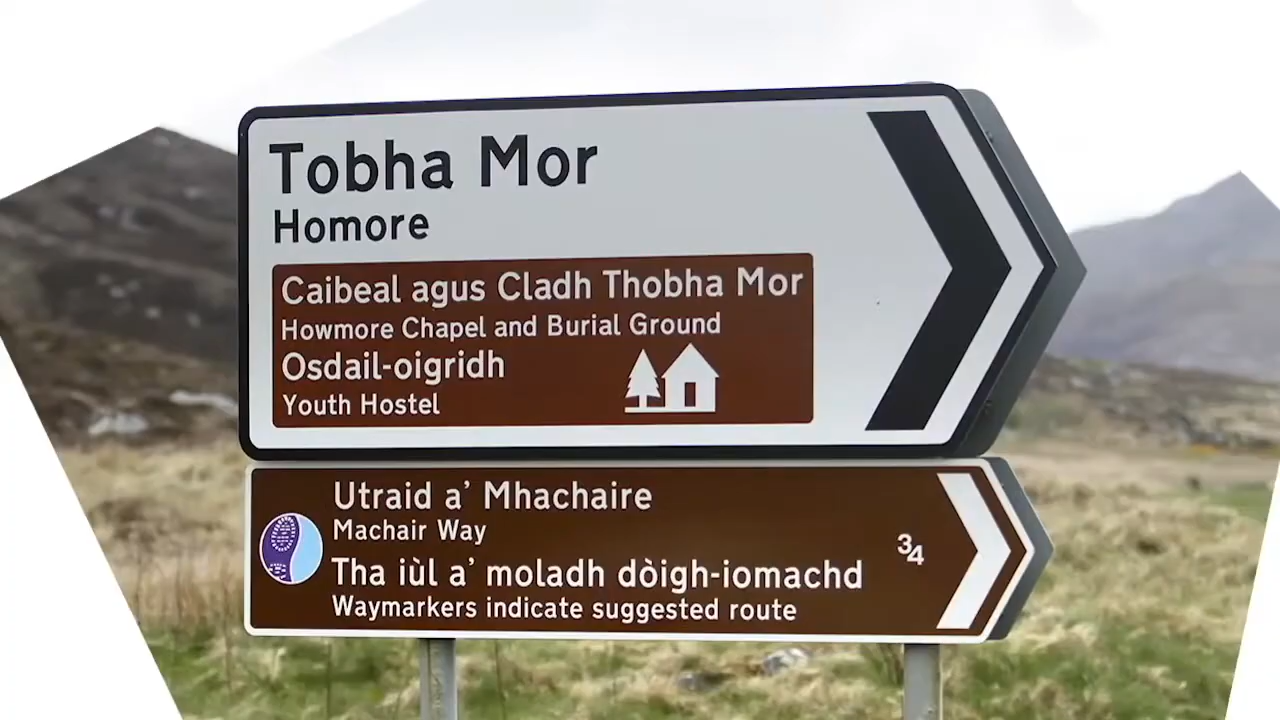 Tobha Mor
Homore
Caibeal agus Cladh Thobha Mor
Howmore Chapel and Burial Ground
Osdail-oigridh
Youth Hostel
Utraid a’ Mhachaire
Machair Way
3/4
Tha iùl a’ moladh dòigh-iomachd
Waymarkers indicate suggested route